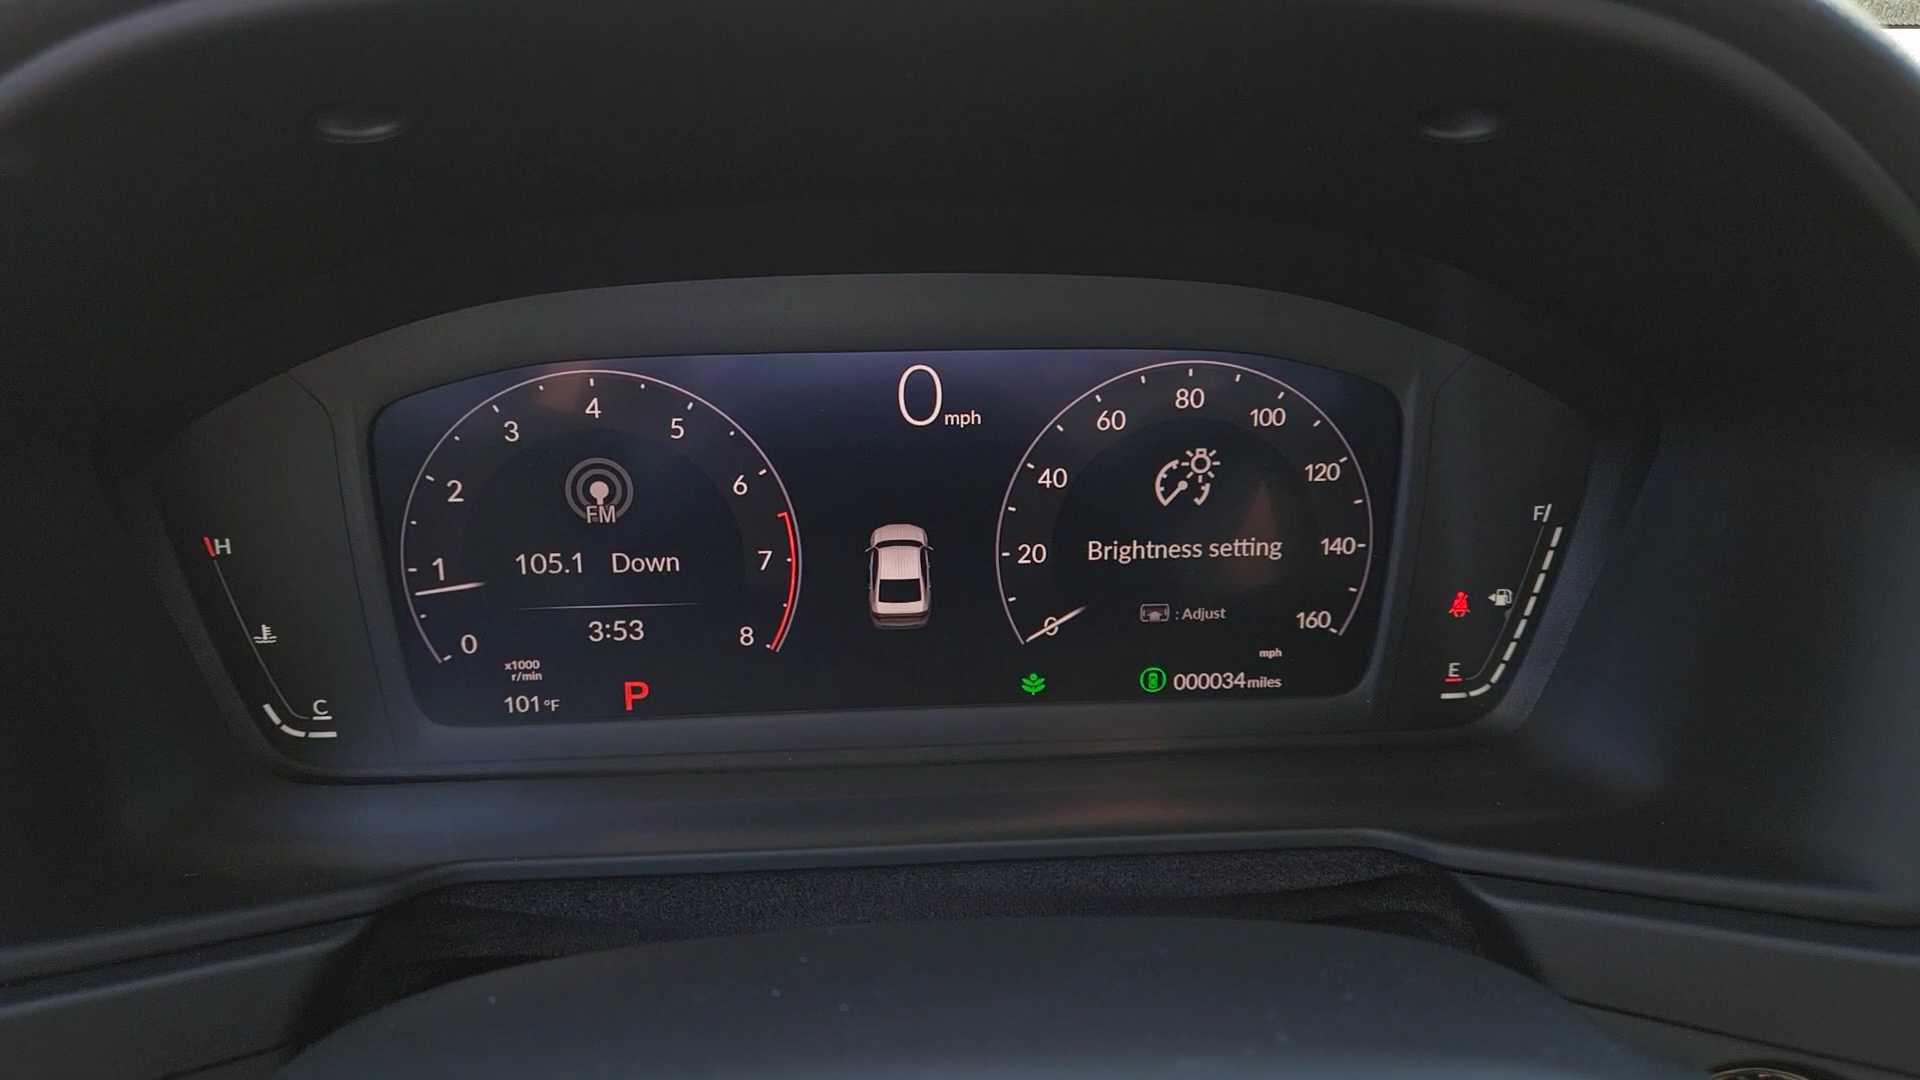 0 mph
4
3
5
2
6
1
7
0
8
FM
105.1 Down
3:53
x1000
r/min
101°F
P
80
60
100
40
120
20
140
0
160
Brightness setting
: Adjust
mph
000034 miles
H
C
F
E